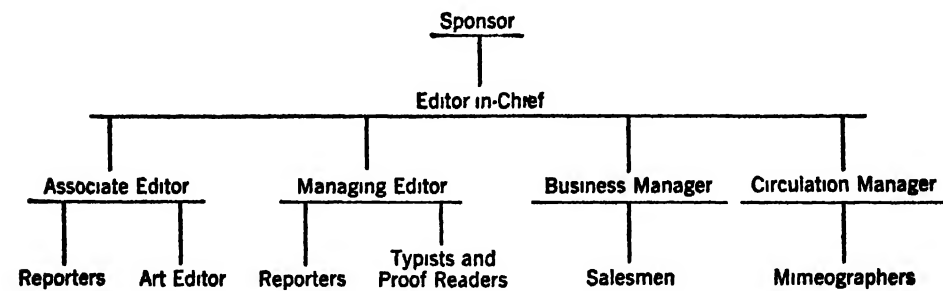 Sponsor
Editor in-Chief
Associate Editor Managing Editor Business Manager Circulation Manager
Reporters Art Editor Reporters Typists and Proof Readers Salesmen Mimeographers